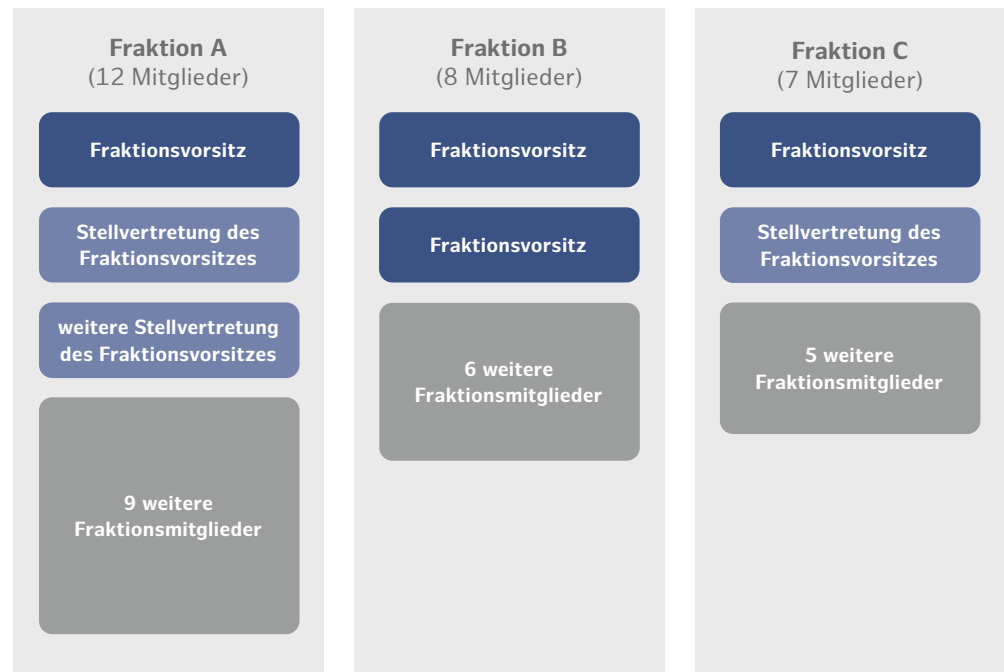 Fraktion A
(12 Mitglieder)
Fraktionsvorsitz
Stellvertretung des
Fraktionsvorsitzes
weitere Stellvertretung
des Fraktionsvorsitzes
9 weitere
Fraktionsmitglieder
Fraktion B
(8 Mitglieder)
Fraktionsvorsitz
Fraktionsvorsitz
6 weitere
Fraktionsmitglieder
Fraktion C
(7 Mitglieder)
Fraktionsvorsitz
Stellvertretung des
Fraktionsvorsitzes
5 weitere
Fraktionsmitglieder